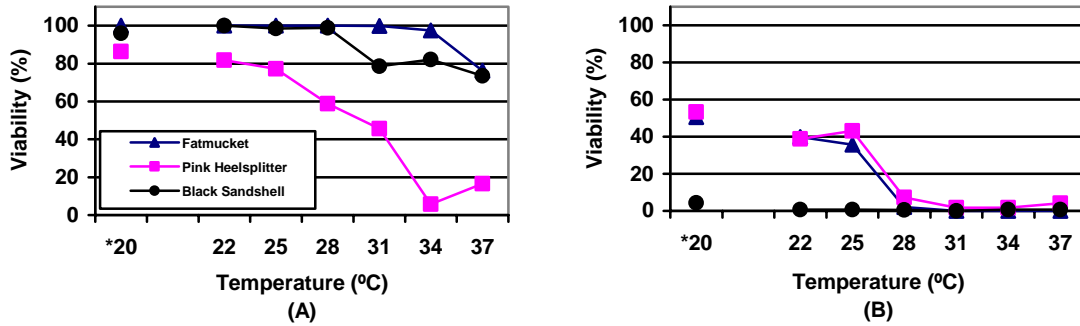 Viability (%)
100
80
60
40
20
0
Fatmucket
Pink Heelsplitter
Black Sandshell
*20 22 25 28 31 34 37
Temperature (ºC)
(A)
Viability (%)
100
80
60
40
20
0
*20 22 25 28 31 34 37
Temperature (ºC)
(B)